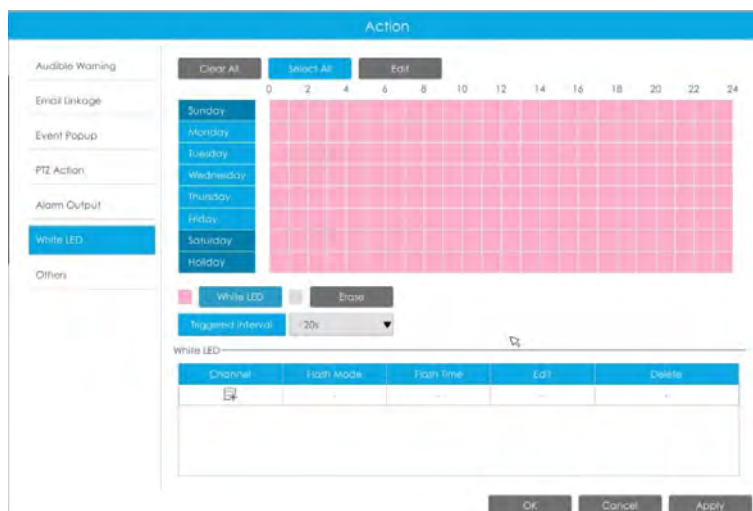 Action
Audible Warning
Email Linkage
Event Popup
PTZ Action
Alarm Output
White LED
Others
Clear All Select All Edit
0 2 4 6 8 10 12 14 16 18 20 22 24
Sunday
Monday
Tuesday
Wednesday
Thursday
Friday
Saturday
Holiday
White LED Erase
Triggered Interval 20s
White LED
Channel Flash Mode Flash Time Edit Delete
- - - -
OK Cancel Apply